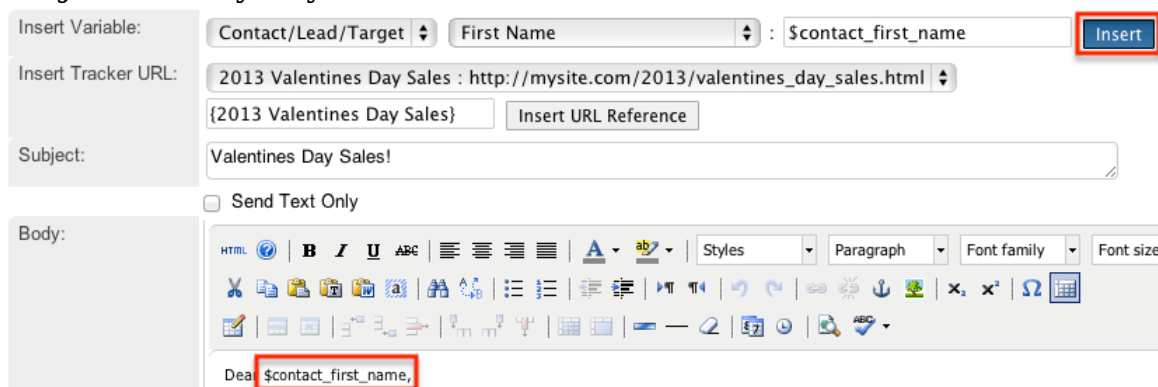 Insert Variable: Contact/Lead/Target First Name : $contact_first_name Insert
Insert Tracker URL: 2013 Valentines Day Sales : http://mysite.com/2013/valentines_day_sales.html
{2013 Valentines Day Sales} Insert URL Reference
Subject: Valentines Day Sales!
Send Text Only
Body:
HTML B I U ABC A ab Styles Paragraph Font family Font size
Dear $contact_first_name,